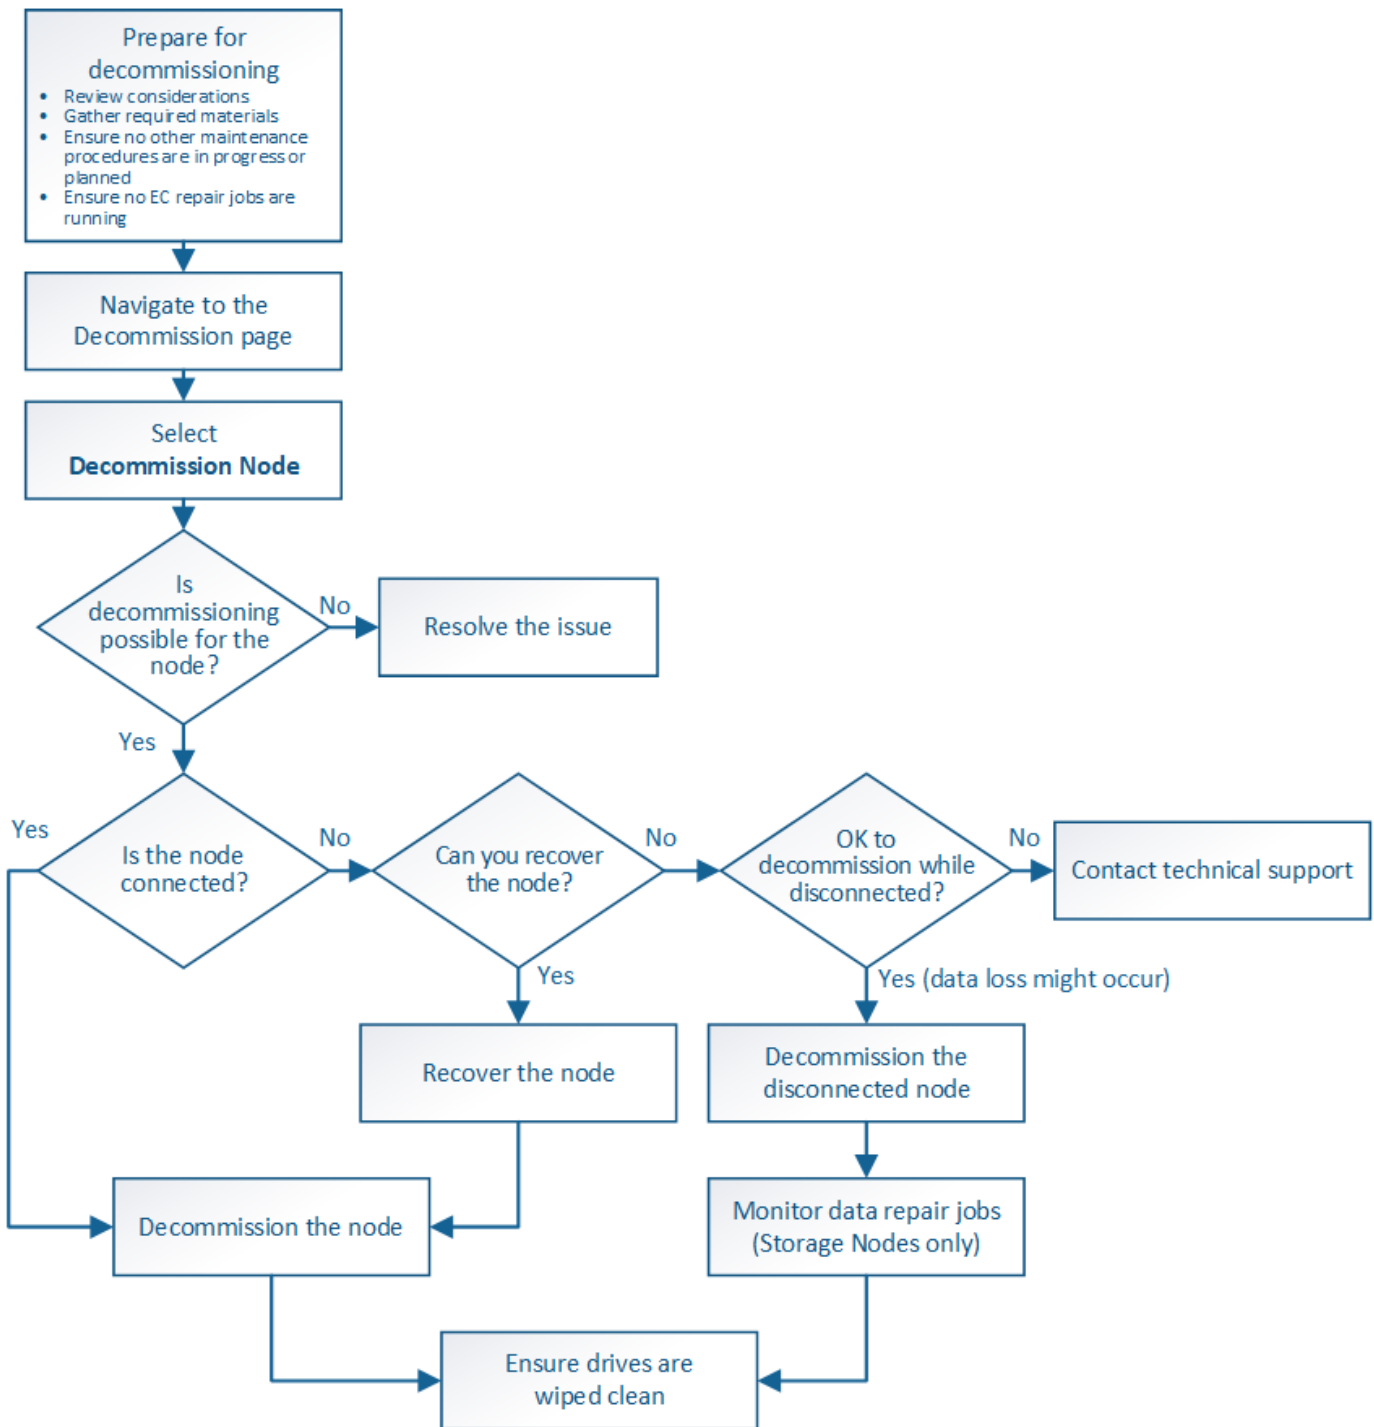 Prepare for
decommissioning
• Review considerations
• Gather required materials
• Ensure no other maintenance
procedures are in progress or
planned
• Ensure no EC repair jobs are
running
Navigate to the
Decommission page
Select
Decommission Node
Is
decommissioning
possible for the
node?
No
Resolve the issue
Yes
Yes
Is the node
connected?
No
Can you recover
the node?
No
OK to
decommission while
disconnected?
No
Contact technical support
Yes
Yes (data loss might occur)
Recover the node
Decommission the
disconnected node
Decommission the node
Monitor data repair jobs
(Storage Nodes only)
Ensure drives are
wiped clean